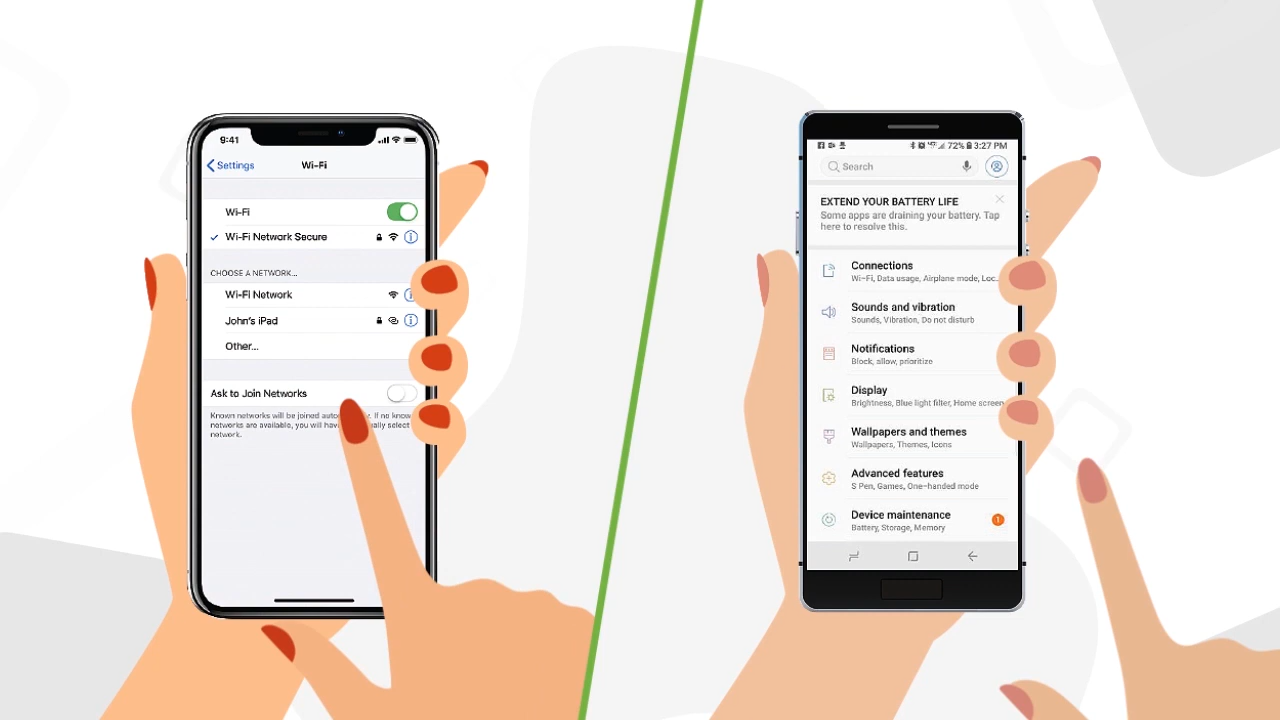 9:41
Settings
Wi-Fi
Wi-Fi
Wi-Fi Network Secure
CHOOSE A NETWORK...
Wi-Fi Network
John's iPad
Other...
Ask to Join Networks
Known networks will be joined If no
networks are available, you will select
network.
72% 3:27 PM
Search
EXTEND YOUR BATTERY LIFE
Some apps are draining your battery. Tap
here to resolve this.
Connections
Wi-Fi, Data usage, Airplane mode, Loc...
Sounds and vibration
Sounds, Vibration, Do not disturb
Notifications
Block, allow, prioritize
Display
Brightness, Blue light filter, Home screen
Wallpapers and themes
Wallpapers, Themes, Icons
Advanced features
S Pen, Games, One-handed mode
Device maintenance
Battery, Storage, Memory
1